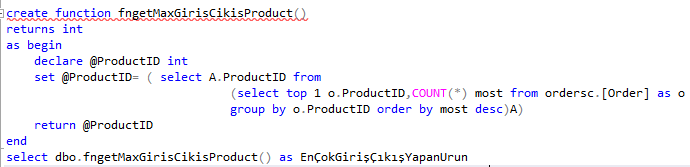 create function fngetMaxGirisCikisProduct()
returns int
as begin
declare @ProductID int
set @ProductID= ( select A.ProductID from
(select top 1 o.ProductID,COUNT(*) most from ordersc.[Order] as o
group by o.ProductID order by most desc)A)
return @ProductID
end
select dbo.fngetMaxGirisCikisProduct() as EnÇokGirişÇıkışYapanUrun